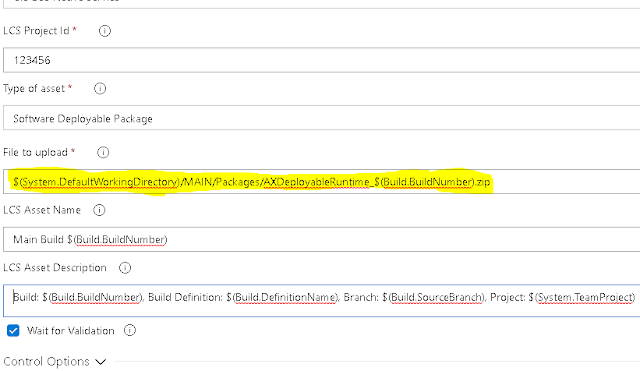 LCS Project Id *
123456
Type of asset *
Software Deployable Package
File to upload *
$(System.DefaultWorkingDirectory)/MAIN/Packages/AXDeployableRuntime_$(Build.BuildNumber).zip
LCS Asset Name
Main Build $(Build.BuildNumber)
LCS Asset Description
Build: $(Build.BuildNumber), Build Definition: $(Build.DefinitionName), Branch: $(Build.SourceBranch), Project: $(System.TeamProject)
Wait for Validation
Control Options